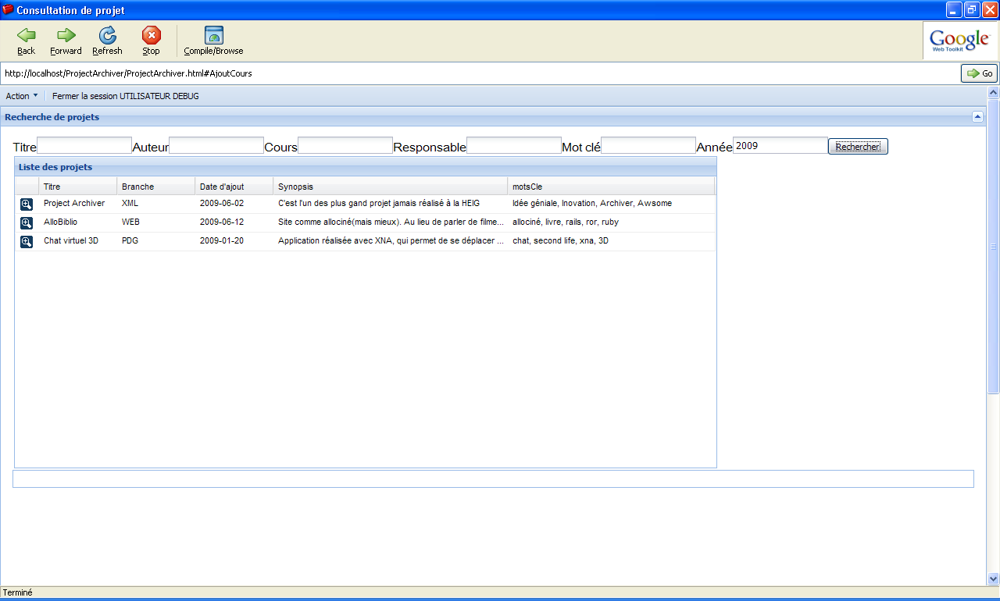 Consultation de projet
Back Forward Refresh Stop Compile/Browse
Google
Web Toolkit
http://localhost/ProjectArchiver/ProjectArchiver.html#AjoutCours Go
Action Fermer la session UTILISATEUR DEBUG
Recherche de projets
Titre Auteur Cours Responsable Mot clé Année 2009 Rechercher
Liste des projets
Titre Branche Date d'ajout Synopsis motsCle
Project Archiver XML 2009-06-02 C'est l'un des plus gand projet jamais réalisé à la HEIG Idée géniale, Inovation, Archiver, Awsome
AlloBiblio WEB 2009-06-12 Site comme allociné(mais mieux). Au lieu de parler de filme... allociné, livre, rails, ror, ruby
Chat virtuel 3D PDG 2009-01-20 Application réalisée avec XNA, qui permet de se déplacer ... chat, second life, xna, 3D
Terminé